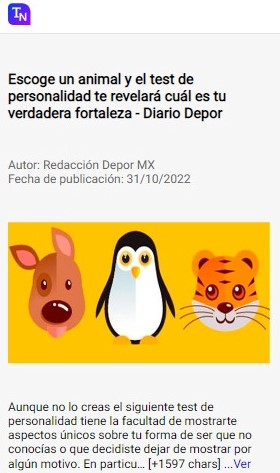 TN
Escoge un animal y el test de
personalidad te revelará cuál es tu
verdadera fortaleza - Diario Depor
Autor: Redacción Depor MX
Fecha de publicación: 31/10/2022
Aunque no lo creas el siguiente test de
personalidad tiene la facultad de mostrarte
aspectos únicos sobre tu forma de ser que no
conocías o que decidiste dejar de mostrar por
algún motivo. En particu… [+1597 chars] ...Ver